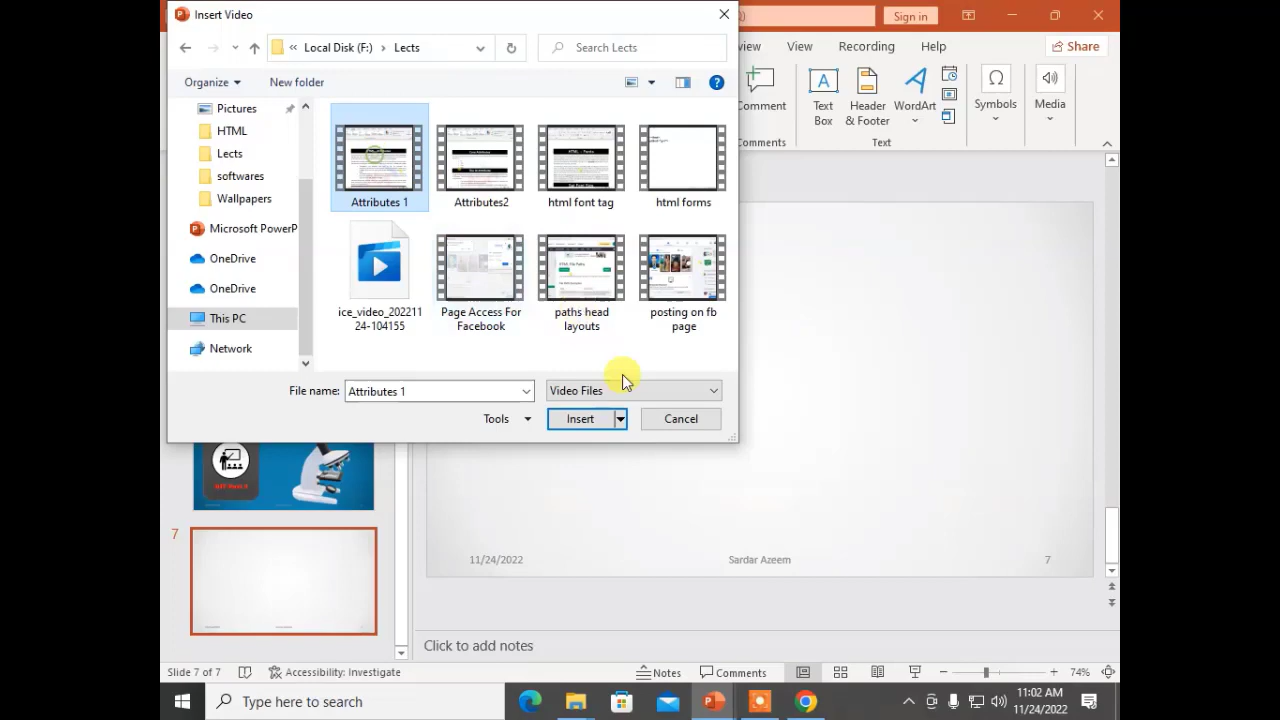 Insert Video
Sign in
Local Disk (F:)
Lects
Search Lects
View
Recording
Help
Share
Organize
New folder
Comment
Text
Box
Header
& Footer
WordArt
Symbols
Media
Comments
Text
Pictures
HTML
Lects
softwares
Wallpapers
Microsoft PowerP
OneDrive
OneDrive
This PC
Network
Attributes 1
Attributes2
html font tag
html forms
ice_video_202211
24-104155
Page Access For
Facebook
paths head
layouts
posting on fb
page
File name:
Attributes 1
Video Files
Tools
Insert
Cancel
7
11/24/2022
Sardar Azeem
7
Click to add notes
Slide 7 of 7
Accessibility: Investigate
Notes
Comments
74%
Type here to search
11:02 AM
11/24/2022